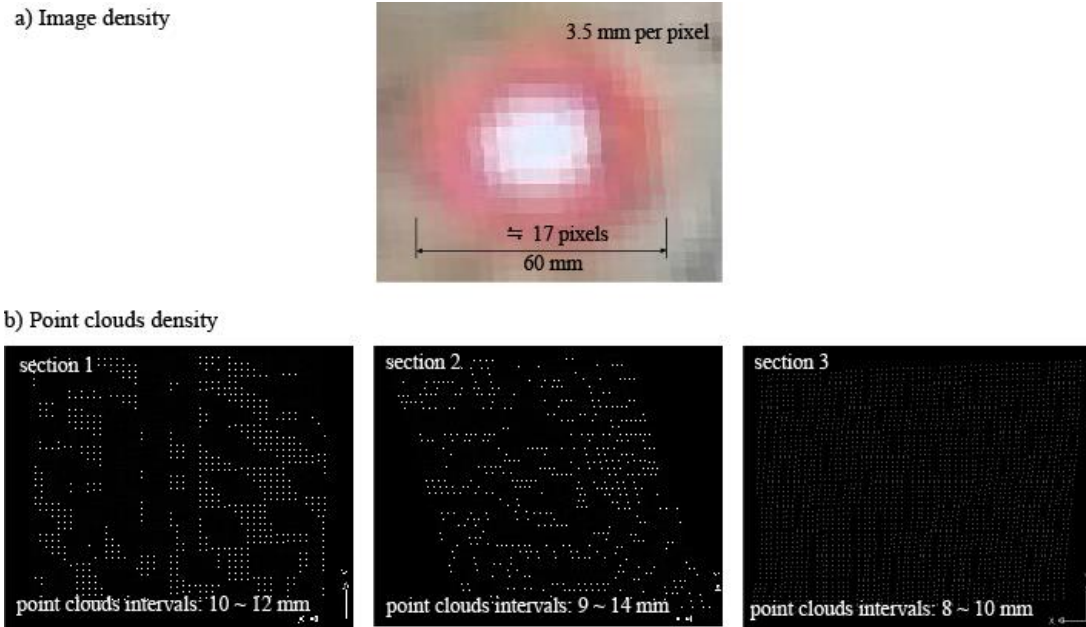 a) Image density
3.5 mm per pixel
≒ 17 pixels
60 mm
b) Point clouds density
section 1
section 2
section 3
point clouds intervals: 10 ~ 12 mm
point clouds intervals: 9 ~ 14 mm
point clouds intervals: 8 ~ 10 mm